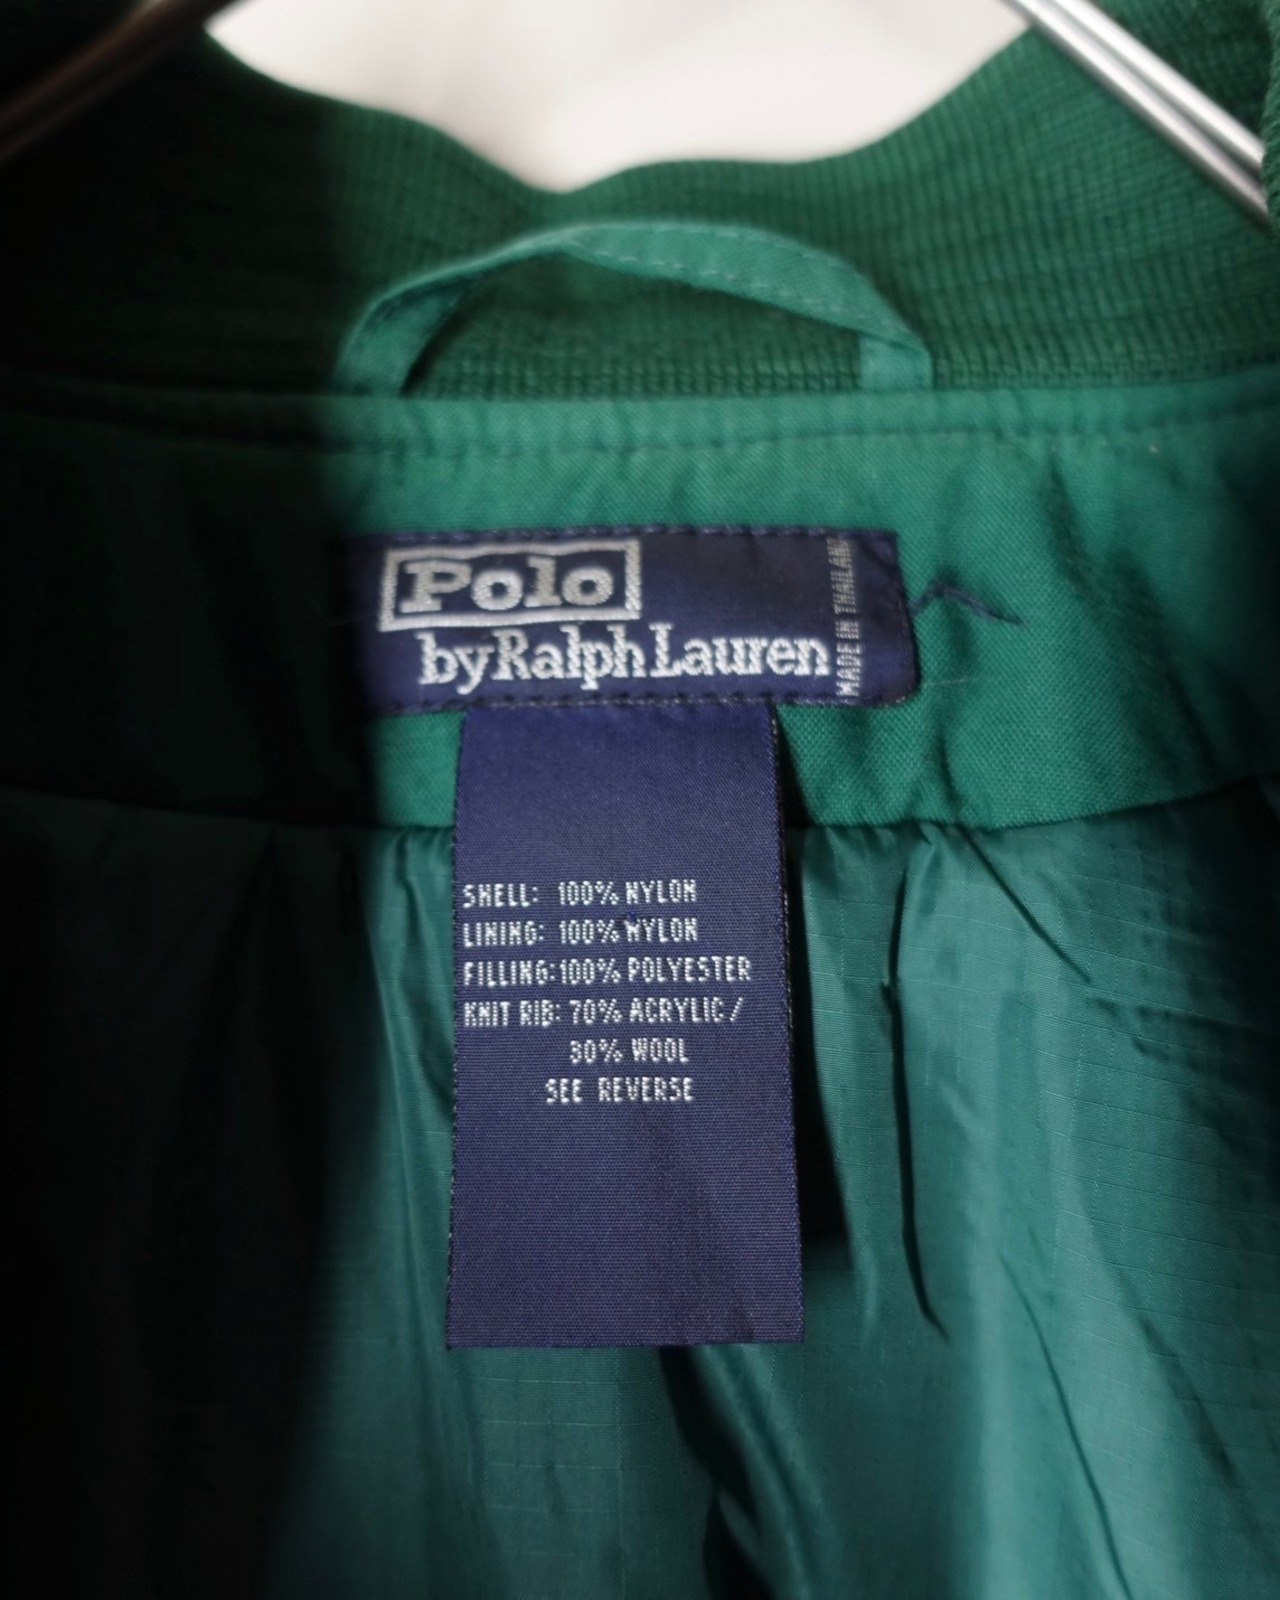 Polo
by Ralph Lauren
MADE IN THAILAND
SHELL: 100% NYLON
LINING: 100% NYLON
FILLING: 100% POLYESTER
KNIT RIB: 70% ACRYLIC /
30% WOOL
SEE REVERSE